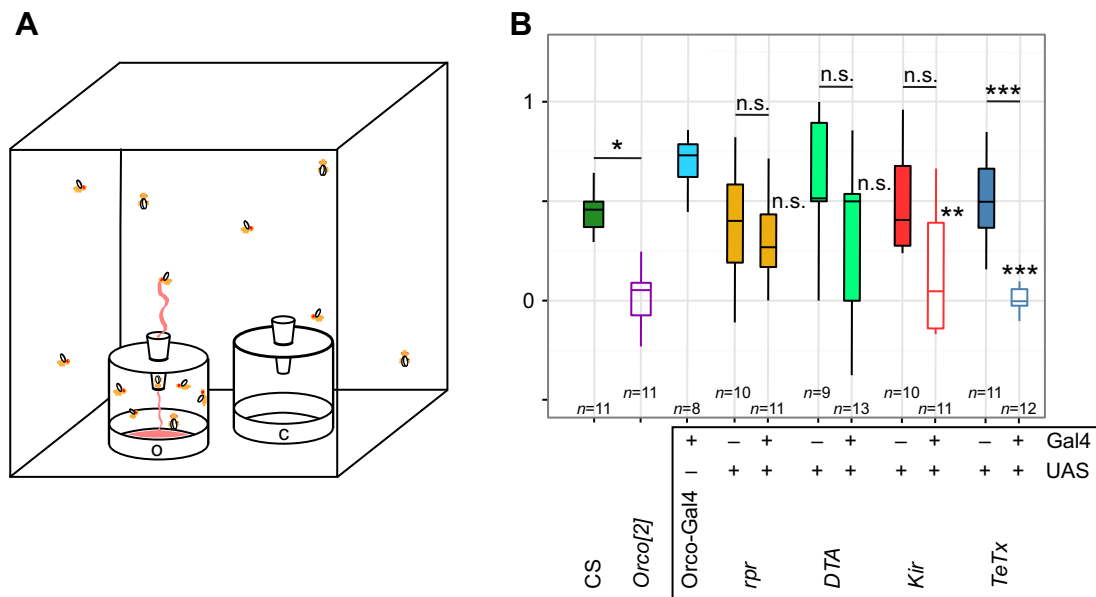 A
O
C
B
1
0
*
n.s.
n.s.
n.s.
n.s.
n.s.
**
***
***
n=11
n=11
n=8
n=10
n=11
n=9
n=13
n=10
n=11
n=11
n=12
+ – + – + – + – + Gal4
– + + + + + + + + UAS
CS
Orco[2]
Orco-Gal4
rpr
DTA
Kir
TeTx